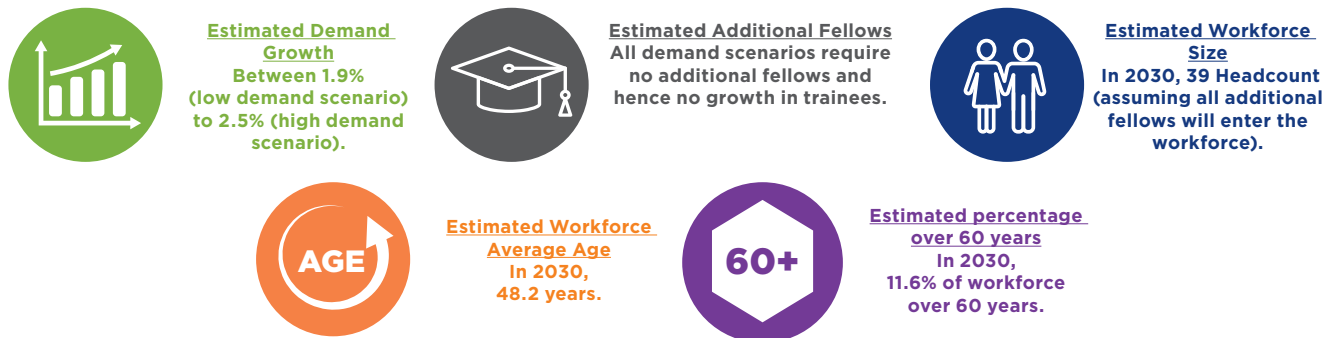 Estimated Demand
Growth
Between 1.9%
(low demand scenario)
to 2.5% (high demand
scenario).
Estimated Additional Fellows
All demand scenarios require
no additional fellows and
hence no growth in trainees.
Estimated Workforce
Size
In 2030, 39 Headcount
(assuming all additional
fellows will enter the
workforce).
AGE
Estimated Workforce
Average Age
In 2030,
48.2 years.
60+
Estimated percentage
over 60 years
In 2030,
11.6% of workforce
over 60 years.